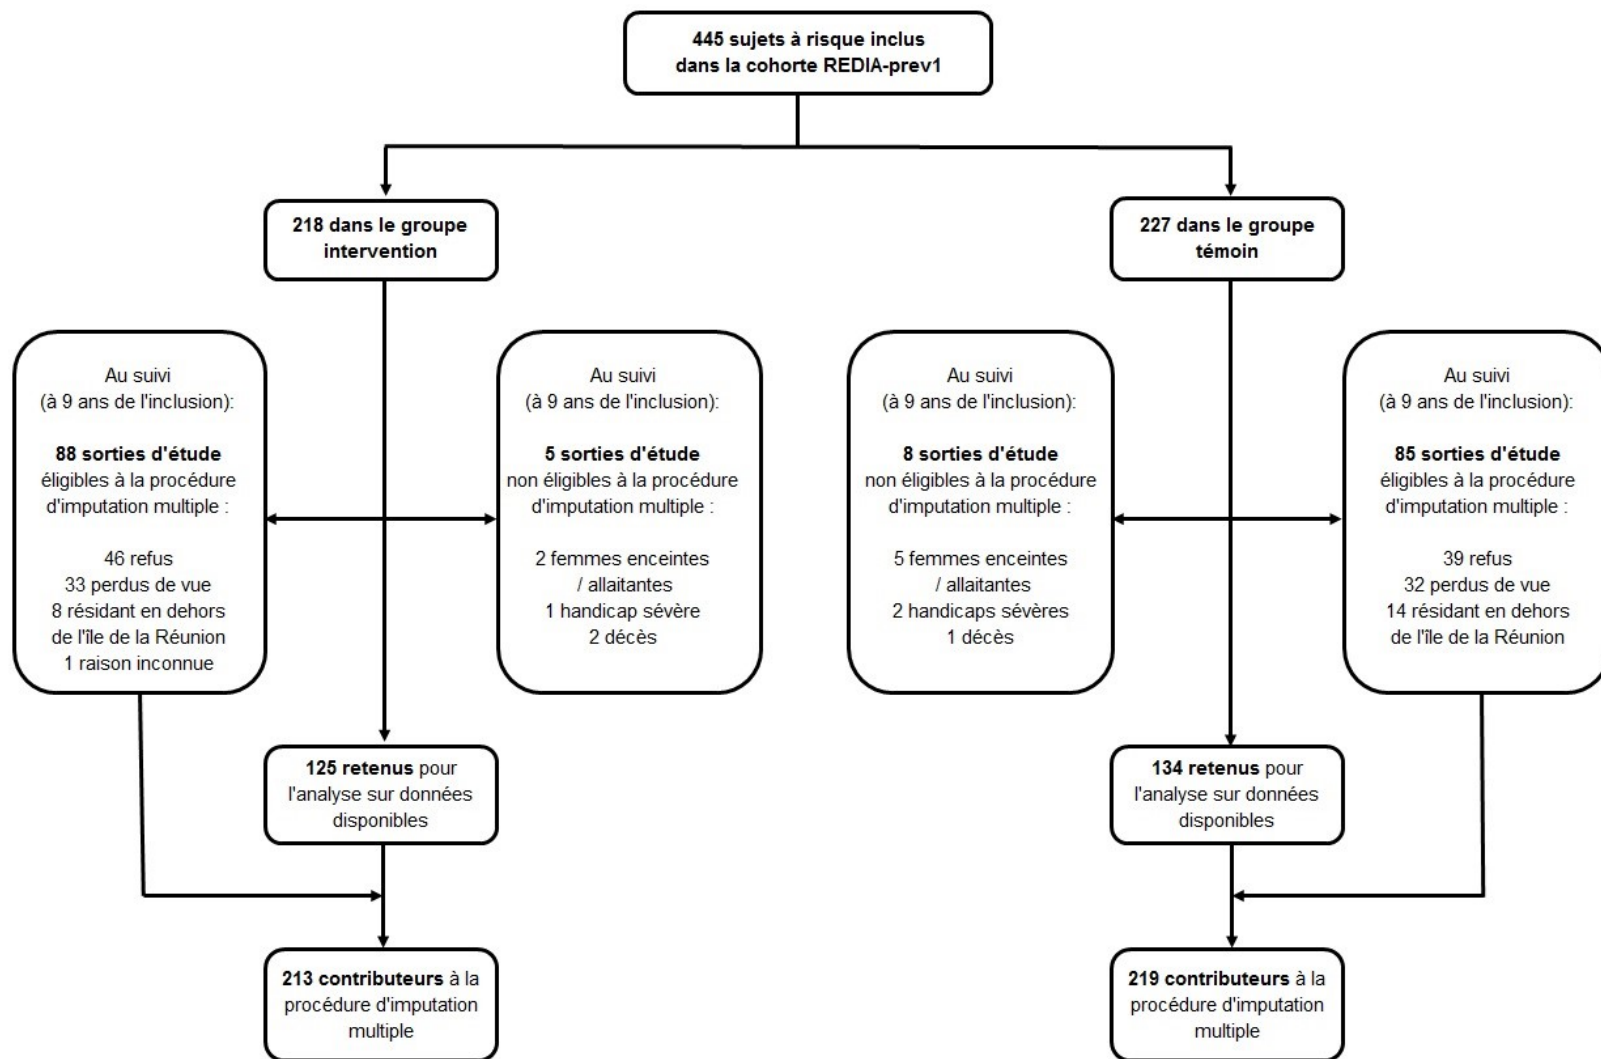 445 sujets à risque inclus
dans la cohorte REDIA-prev1
218 dans le groupe
intervention
227 dans le groupe
témoin
Au suivi
(à 9 ans de l'inclusion):
88 sorties d'étude
éligibles à la procédure
d'imputation multiple :
46 refus
33 perdus de vue
8 résidant en dehors
de l'île de la Réunion
1 raison inconnue
Au suivi
(à 9 ans de l'inclusion):
5 sorties d'étude
non éligibles à la procédure
d'imputation multiple :
2 femmes enceintes
/ allaitantes
1 handicap sévère
2 décès
Au suivi
(à 9 ans de l'inclusion):
8 sorties d'étude
non éligibles à la procédure
d'imputation multiple :
5 femmes enceintes
/ allaitantes
2 handicaps sévères
1 décès
Au suivi
(à 9 ans de l'inclusion):
85 sorties d'étude
éligibles à la procédure
d'imputation multiple :
39 refus
32 perdus de vue
14 résidant en dehors
de l'île de la Réunion
125 retenus pour
l'analyse sur données
disponibles
134 retenus pour
l'analyse sur données
disponibles
213 contributeurs à la
procédure d'imputation
multiple
219 contributeurs à la
procédure d'imputation
multiple